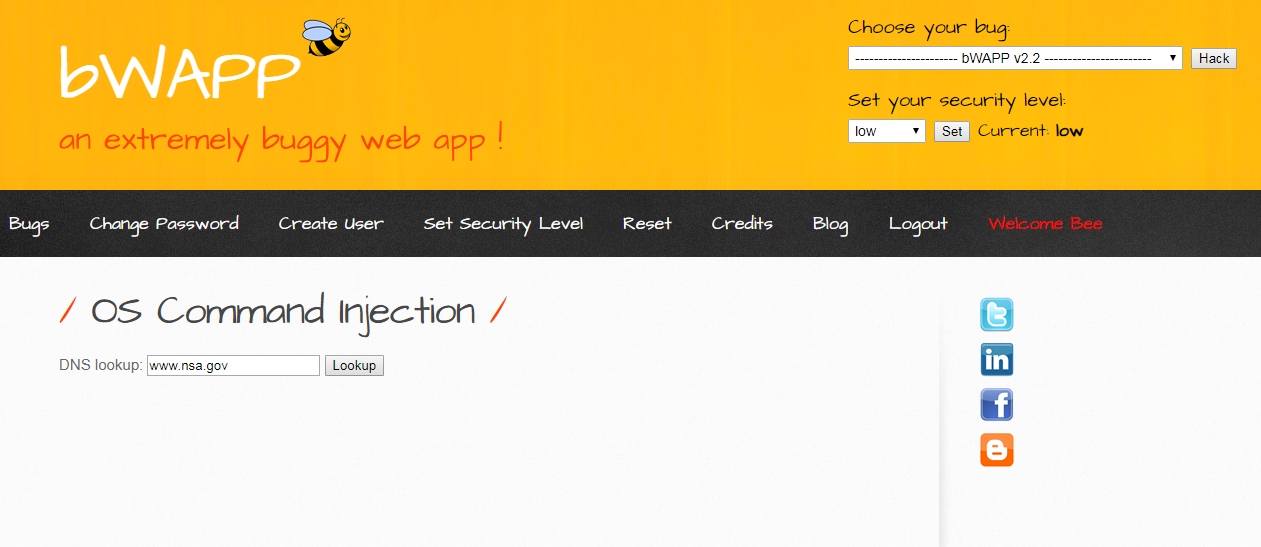 bWAPP
an extremely buggy web app !
Choose your bug:
---------------------- bWAPP v2.2 -----------------------
Hack
Set your security level:
low
Set
Current: low
Bugs Change Password Create User Set Security Level Reset Credits Blog Logout Welcome Bee
/ OS Command Injection /
DNS lookup: www.nsa.gov Lookup